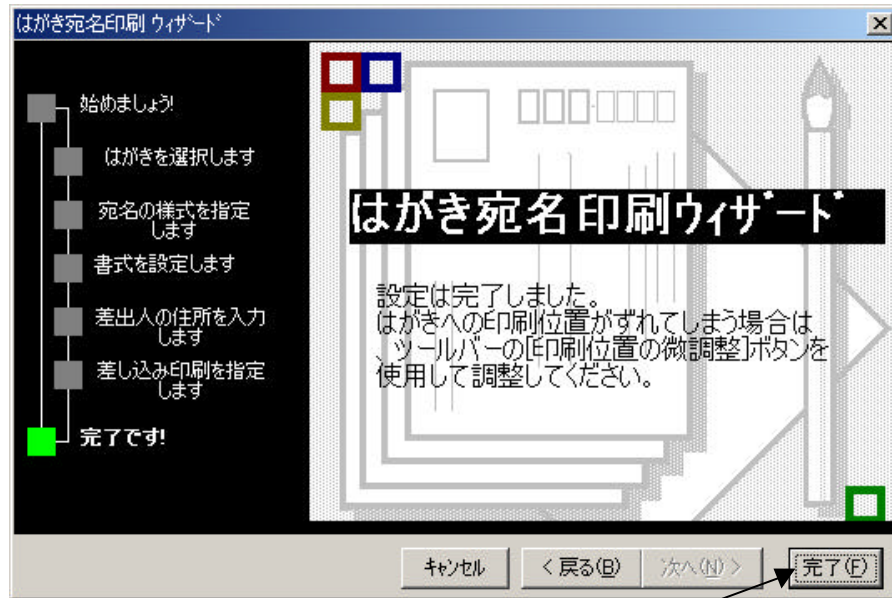 はがき宛名印刷 ウィザード
始めましょう!
はがきを選択します
宛名の様式を指定
します
書式を設定します
差出人の住所を入力
します
差し込み印刷を指定
します
完了です!
はがき宛名印刷ウィザード
設定は完了しました。
はがきへの印刷位置がずれてしまう場合は
、ツールバーの[印刷位置の微調整]ボタンを
使用して調整してください。
キャンセル
< 戻る(B)
次へ(N) >
完了(F)